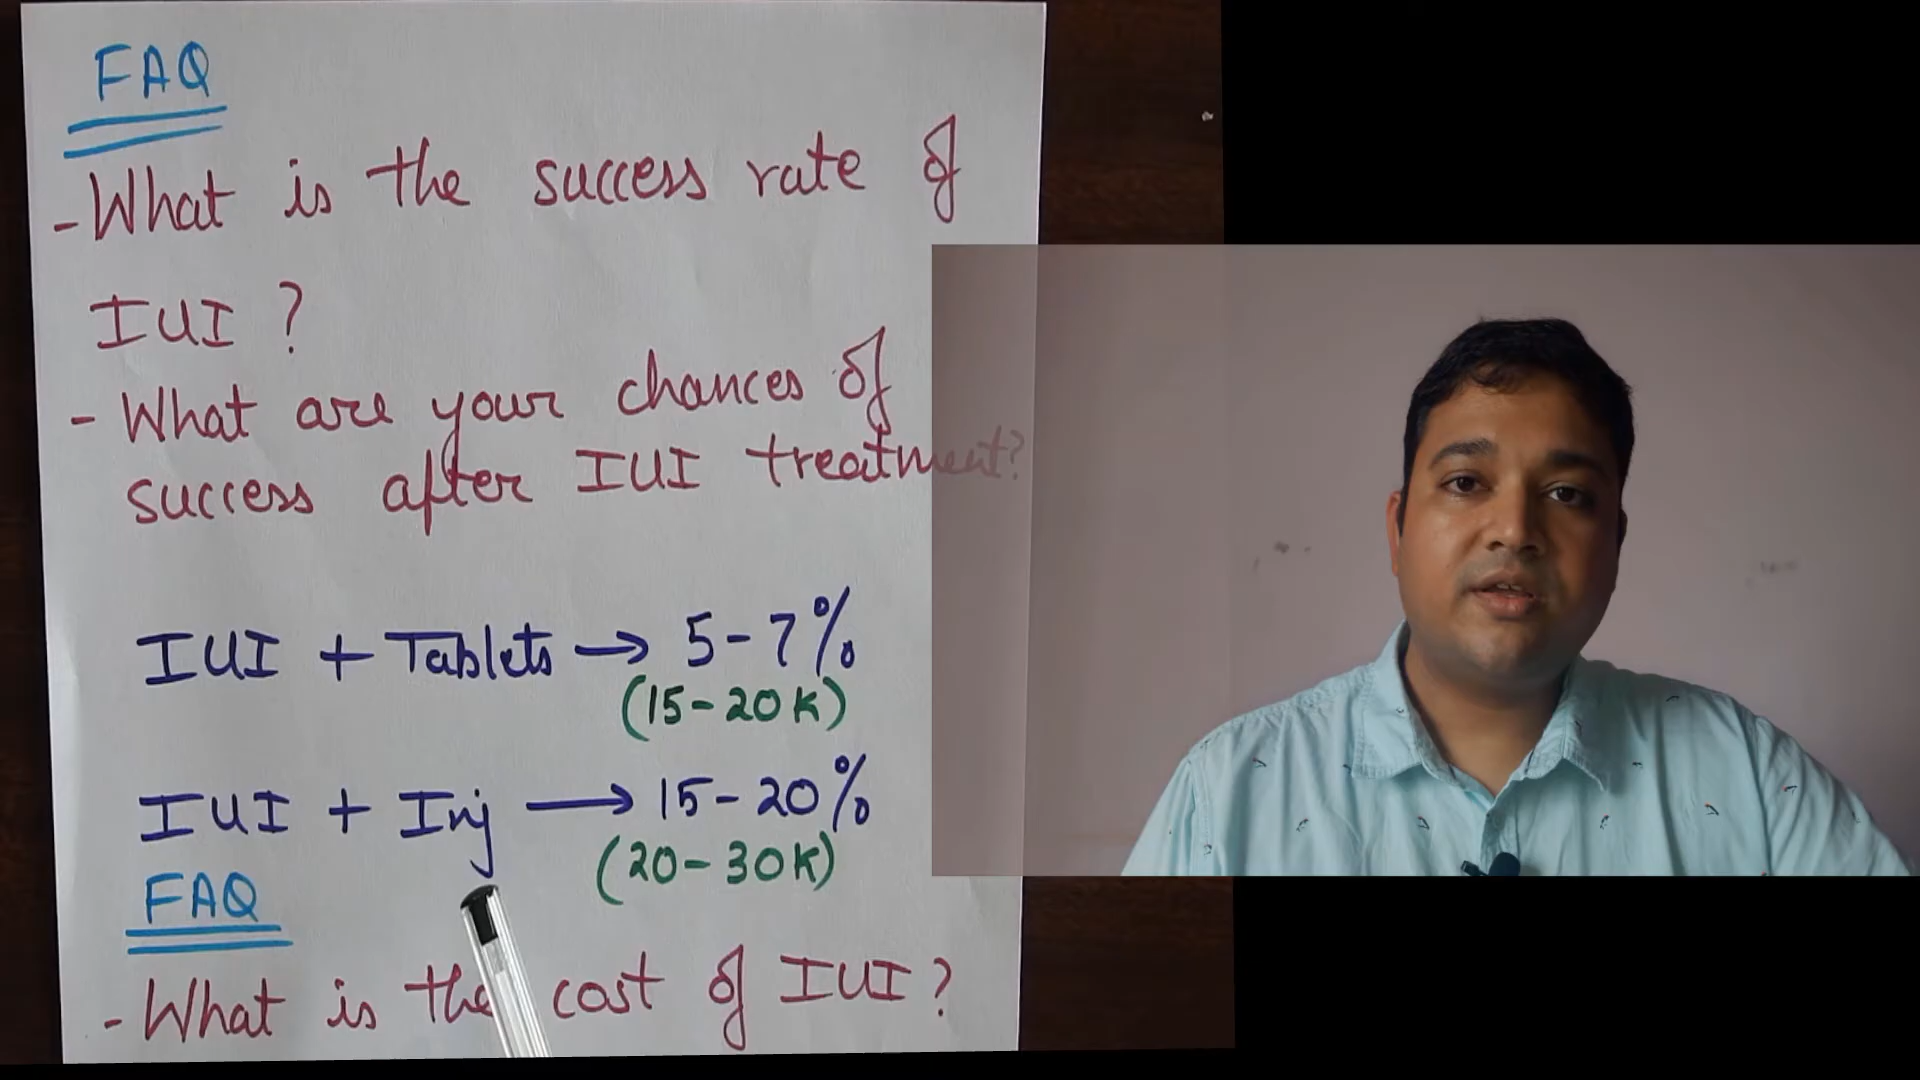 FAQ
- What is the success rate of
IUI ?
- What are your chances of
success after IUI treatment?
IUI + Tablets → 5-7%
(15-20K)
IUI + Inj → 15-20%
(20-30K)
FAQ
- What is the cost of IUI ?